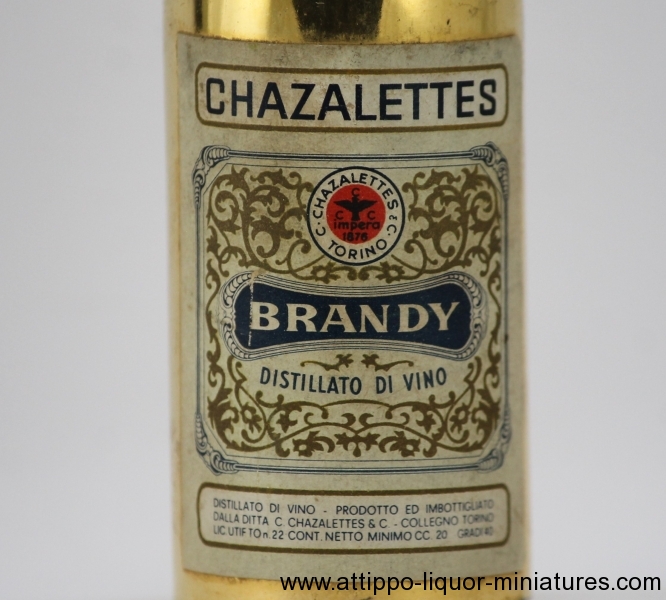 CHAZALETTES
C. CHAZALETTES & C.
C
C C
impera
1876
TORINO
BRANDY
DISTILLATO DI VINO
DISTILLATO DI VINO - PRODOTTO ED IMBOTTIGLIATO
DALLA DITTA C. CHAZALETTES & C. - COLLEGNO TORINO
LIC. UTIF TO n. 22 CONT. NETTO MINIMO CC. 20 GRADI 40
www.attippo-liquor-miniatures.com